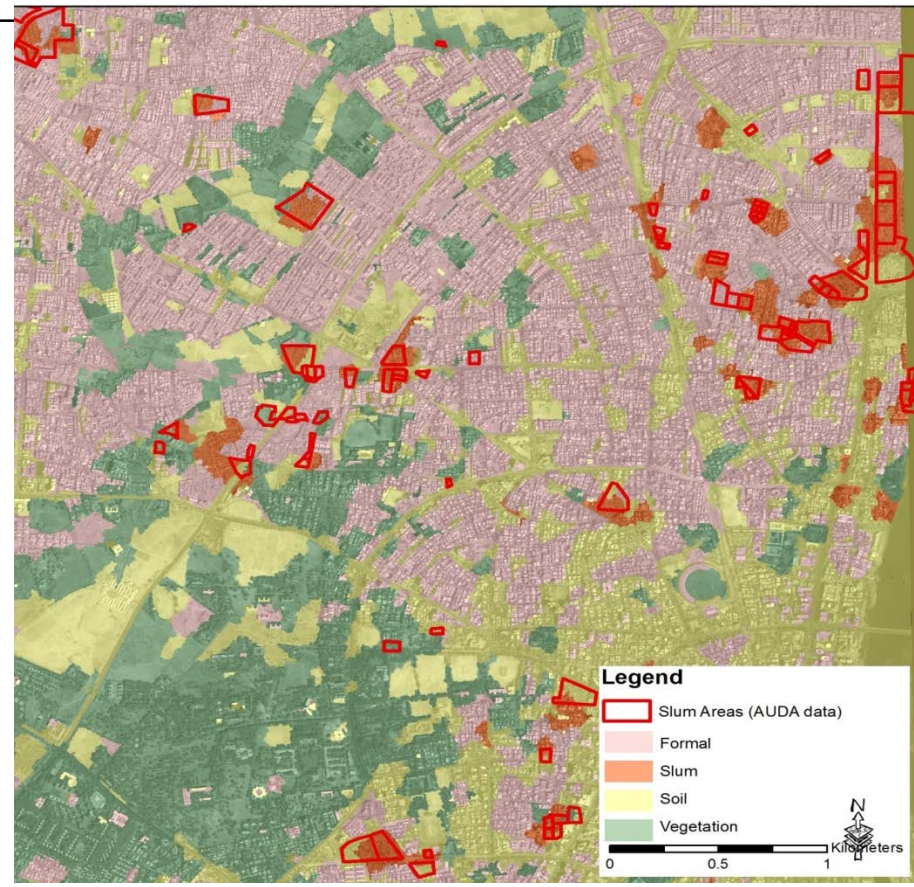 Legend
Slum Areas (AUDA data)
Formal
Slum
Soil
Vegetation
N
Kilometers
0 0.5 1